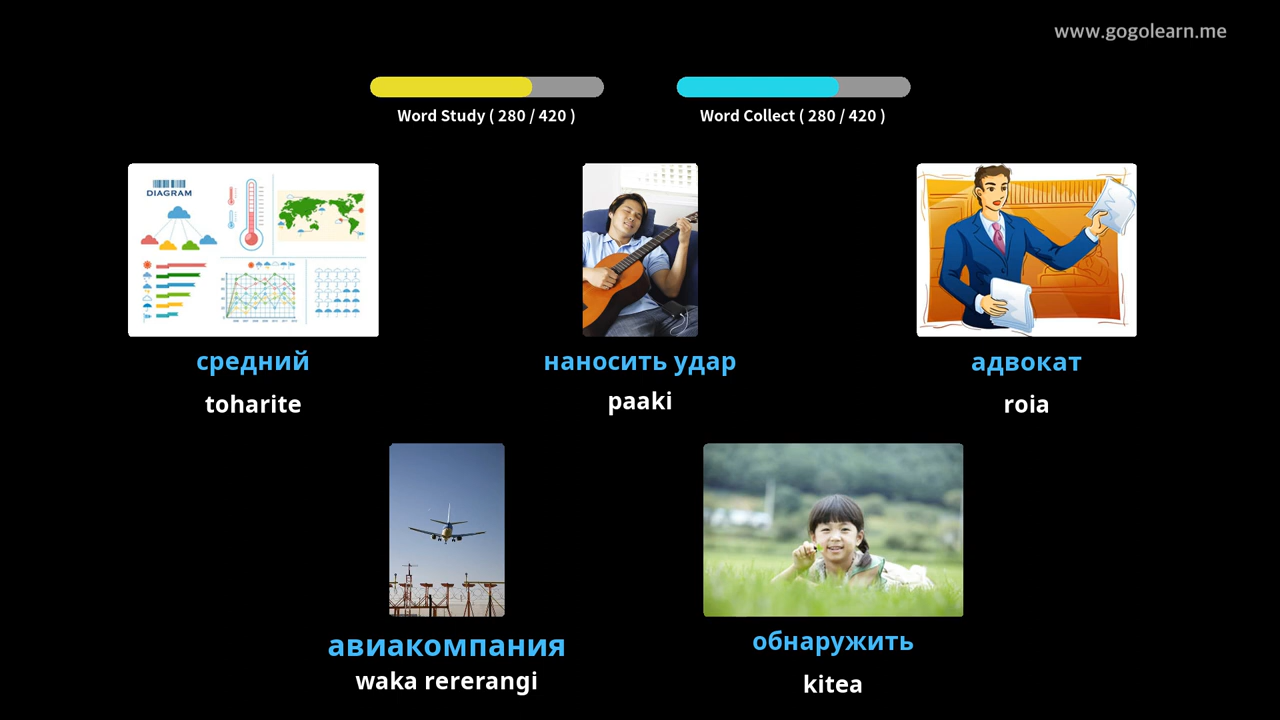 www.gogolearn.me
Word Study ( 280 / 420 )
Word Collect ( 280 / 420 )
DIAGRAM
средний
toharite
наносить удар
paaki
адвокат
roia
авиакомпания
waka rererangi
обнаружить
kitea